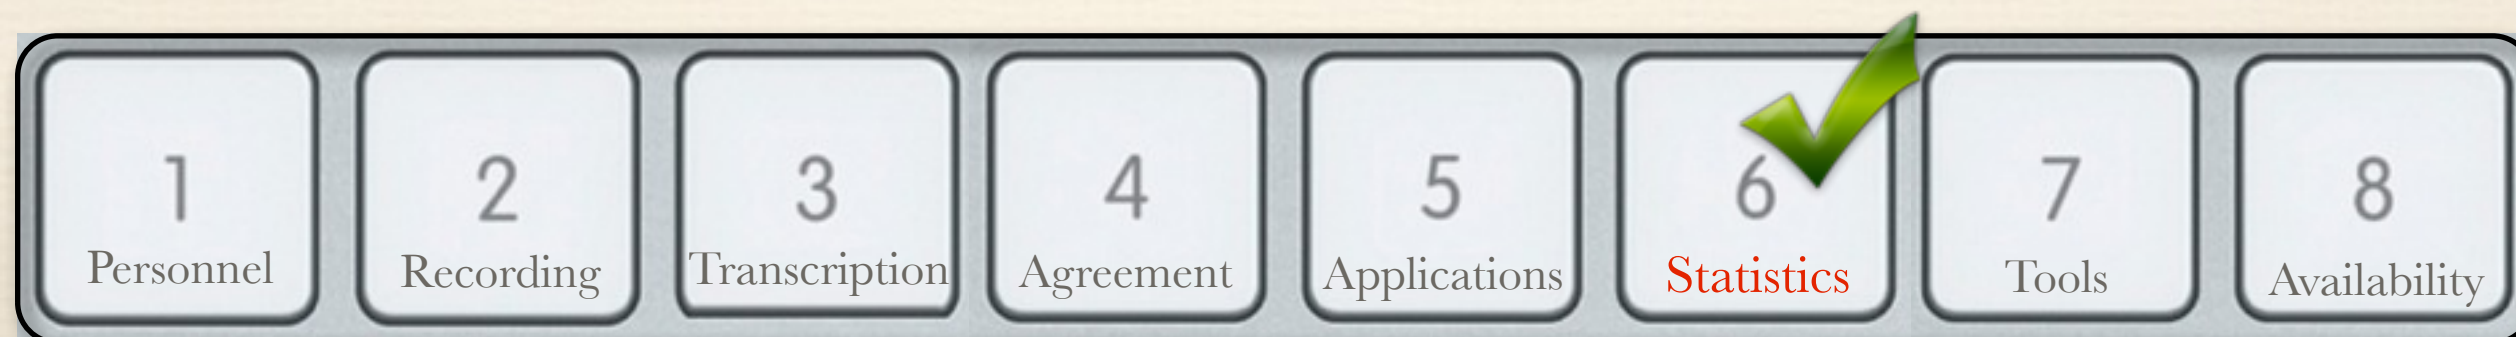 1 2 3 4 5 6 7 8
Personnel Recording Transcription Agreement Applications Statistics Tools Availability